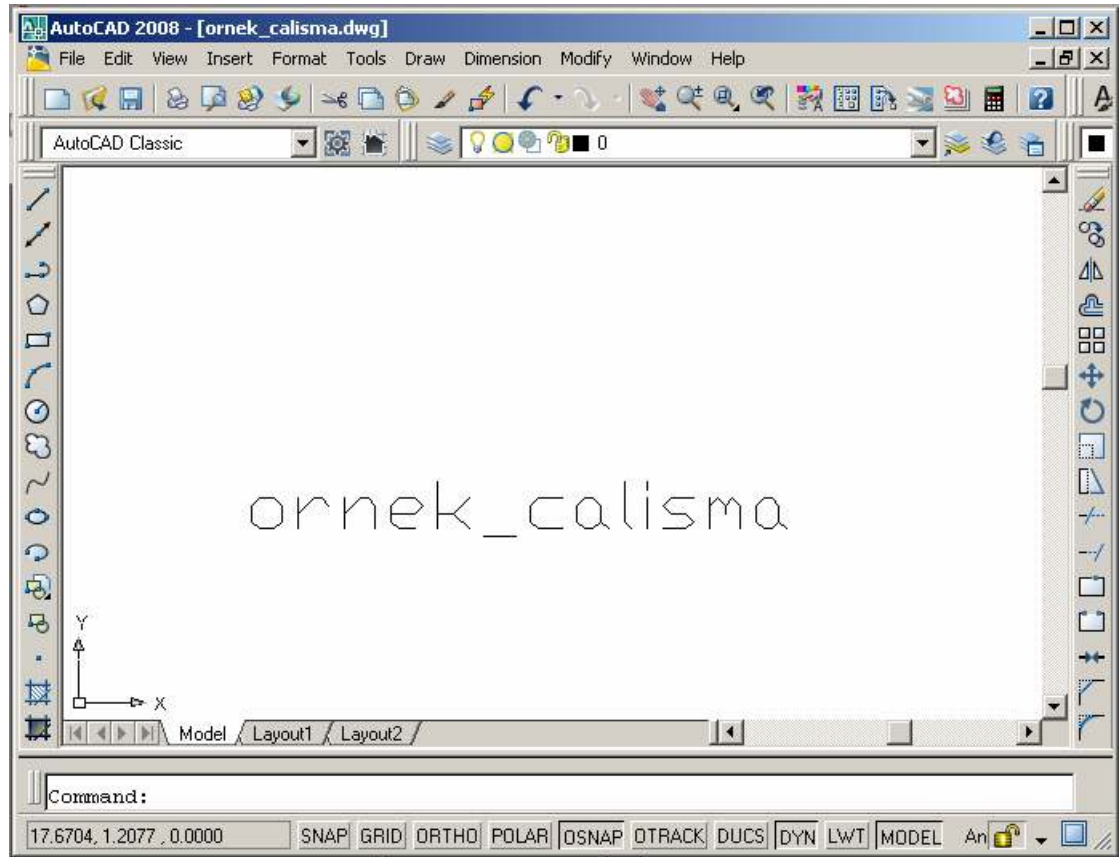 AutoCAD 2008 - [ornek_calisma.dwg]
File Edit View Insert Format Tools Draw Dimension Modify Window Help
AutoCAD Classic 0
ornek_calisma
Y
X
Model Layout1 Layout2
Command:
17.6704, 1.2077 , 0.0000 SNAP GRID ORTHO POLAR OSNAP OTRACK DUCS DYN LWT MODEL An